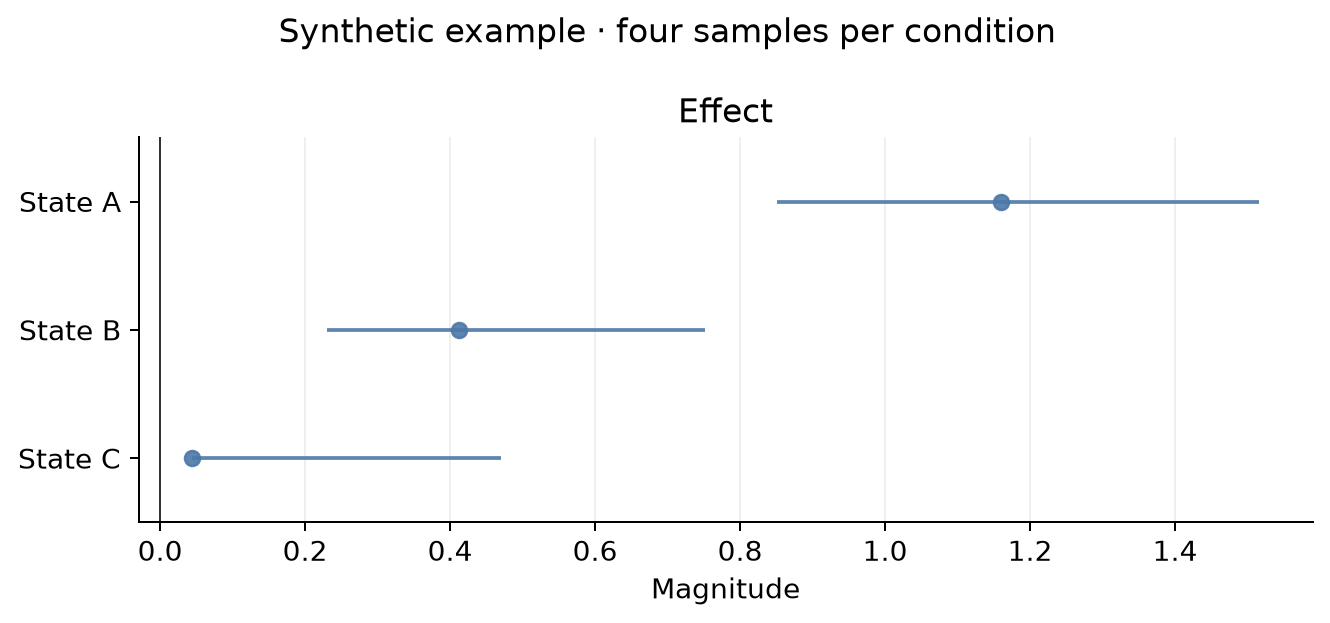 Synthetic example · four samples per condition
Effect
State A
State B
State C
0.0 0.2 0.4 0.6 0.8 1.0 1.2 1.4
Magnitude